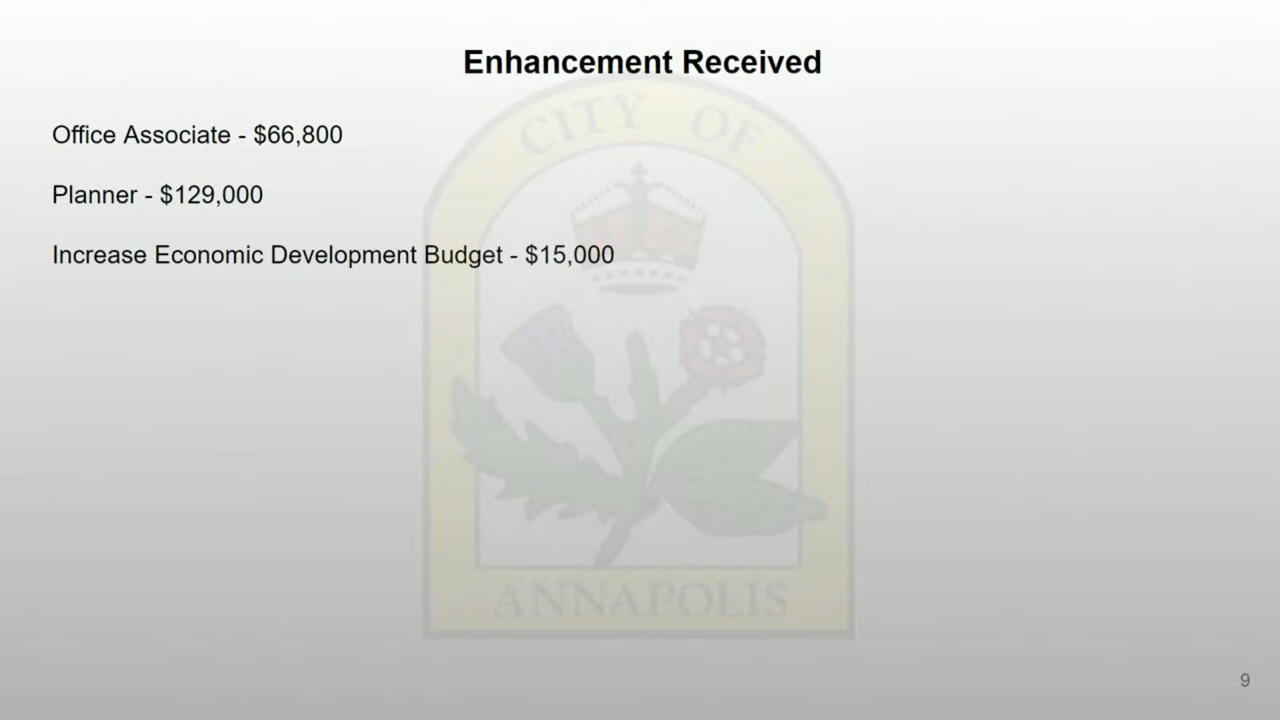 Enhancement Received
CITY OF
Office Associate - $66,800
Planner - $129,000
Increase Economic Development Budget - $15,000
ANNAPOLIS
9